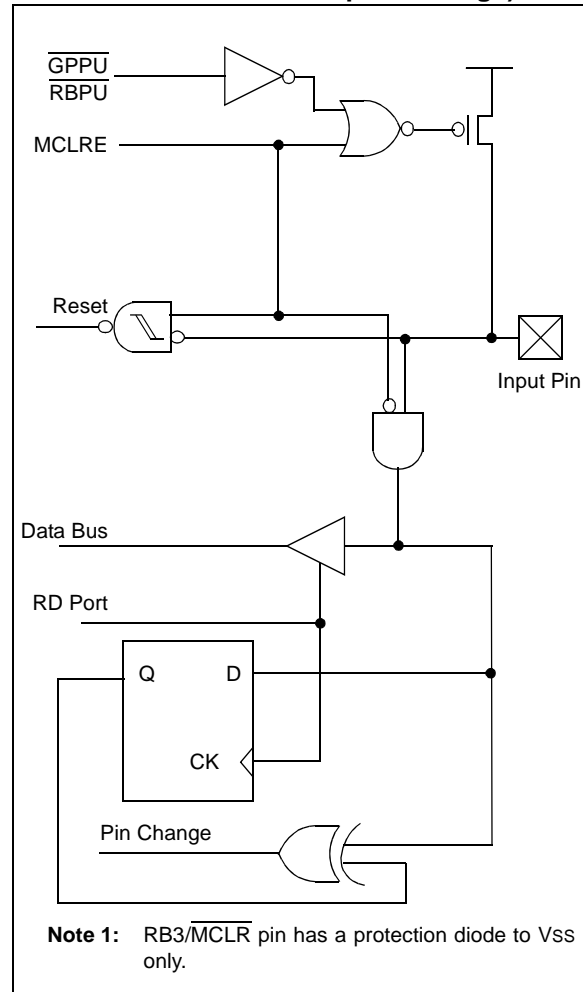 GPPU
RBPU
MCLRE
Reset
Input Pin
Data Bus
RD Port
Q D
CK
Pin Change
Note 1: RB3/MCLR pin has a protection diode to VSS
only.